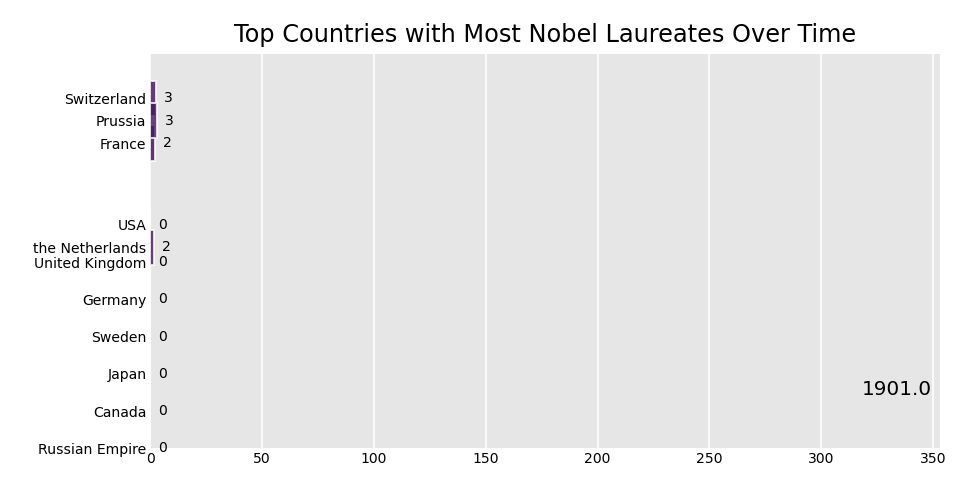 Top Countries with Most Nobel Laureates Over Time
Switzerland 3
Prussia 3
France 2
USA 0
the Netherlands 2
United Kingdom 0
Germany 0
Sweden 0
Japan 0
1901.0
Canada 0
Russian Empire 0
0 50 100 150 200 250 300 350